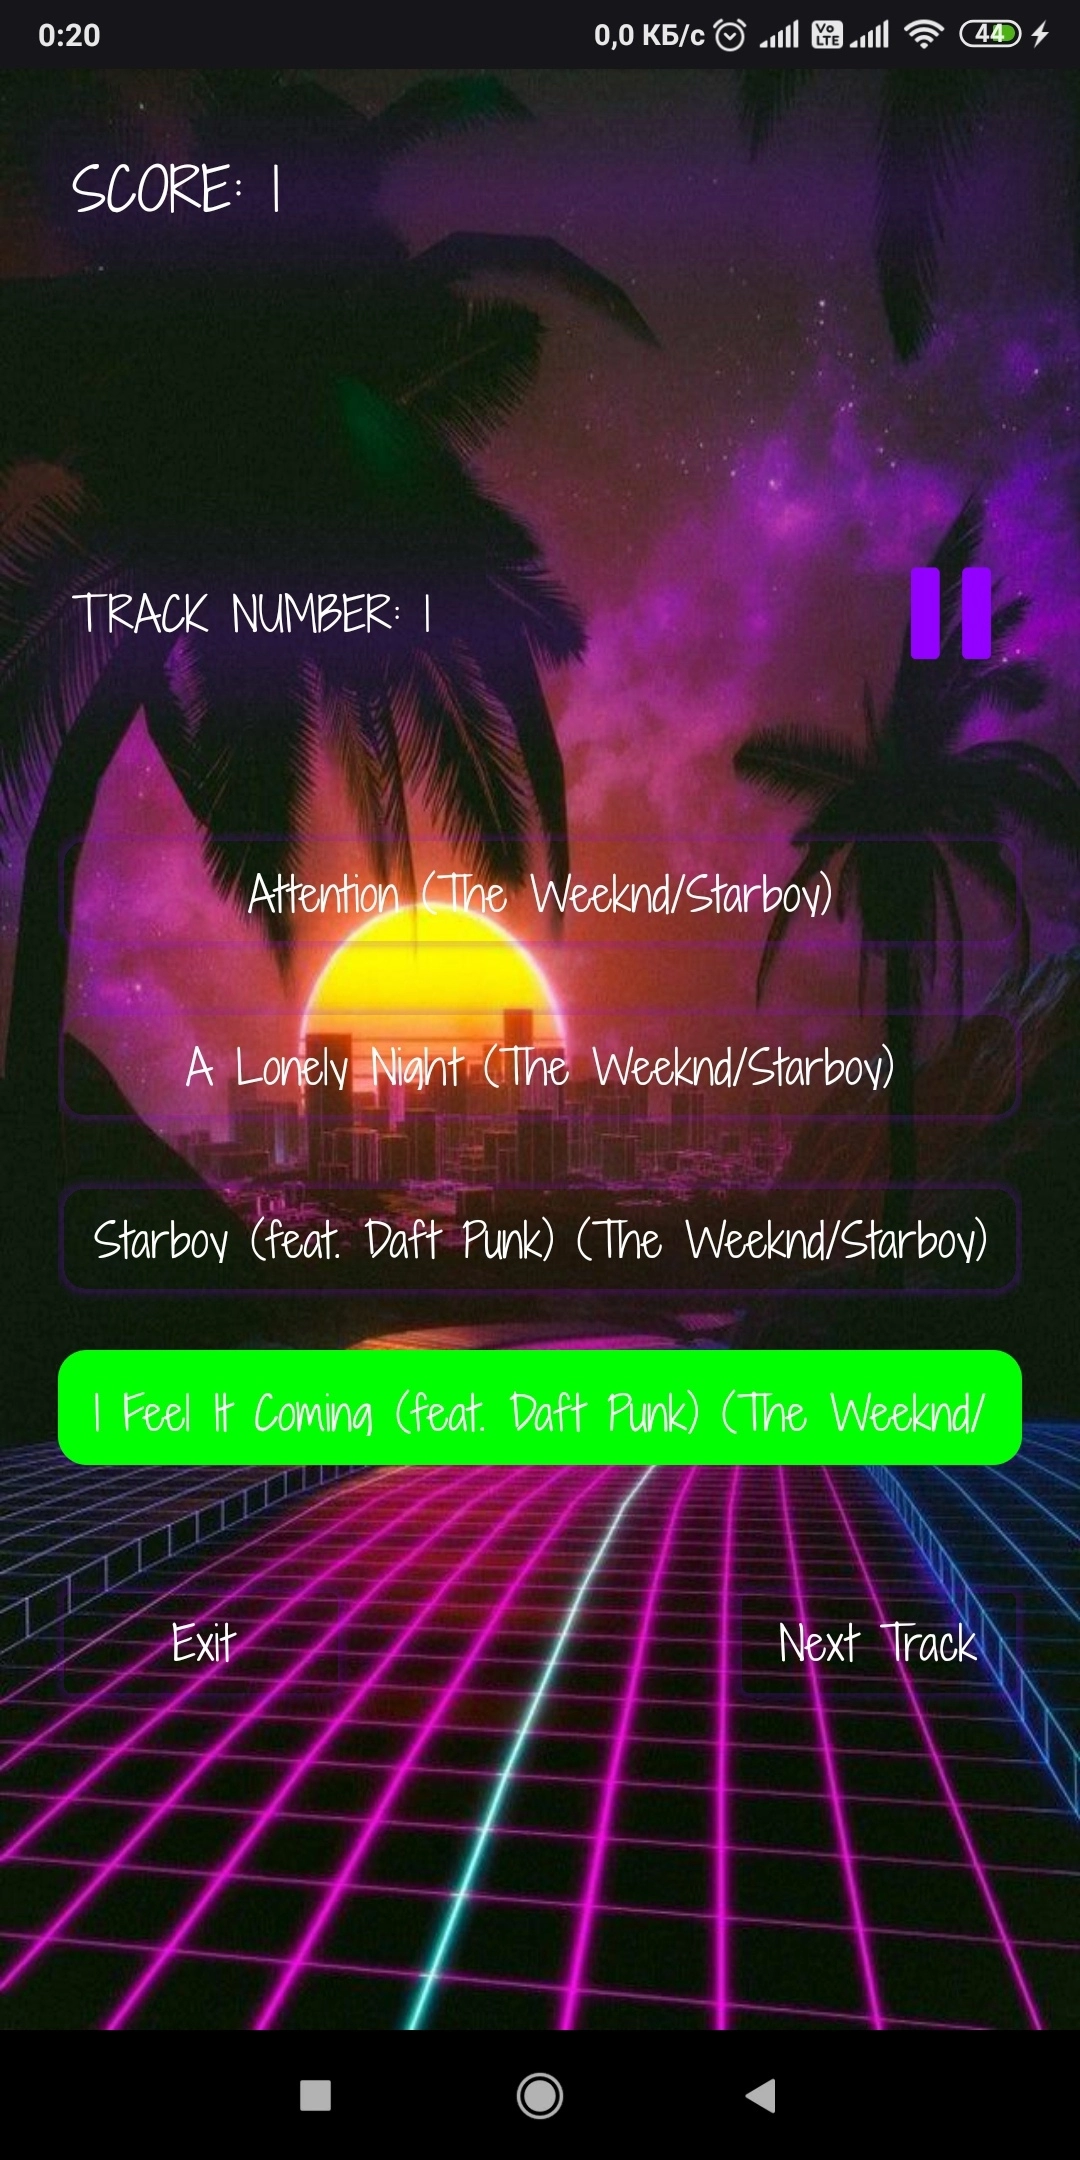 0:20 0,0 КБ/с Vo LTE 44
SCORE: 1
TRACK NUMBER: 1
Attention (The Weeknd/Starboy)
A Lonely Night (The Weeknd/Starboy)
Starboy (feat. Daft Punk) (The Weeknd/Starboy)
I Feel It Coming (feat. Daft Punk) (The Weeknd/
Exit Next Track